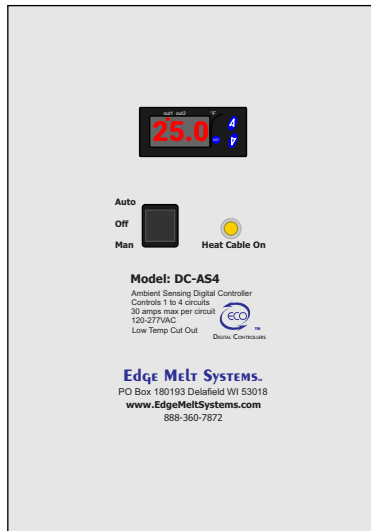 out1 out2 °F
25.0
Auto
Off
Man
Heat Cable On
Model: DC-AS4
Ambient Sensing Digital Controller
Controls 1 to 4 circuits
30 amps max per circuit
120-277VAC
Low Temp Cut Out
ECO
TM
Digital Controllers
Edge Melt Systems
PO Box 180193 Delafield WI 53018
www.EdgeMeltSystems.com
888-360-7872